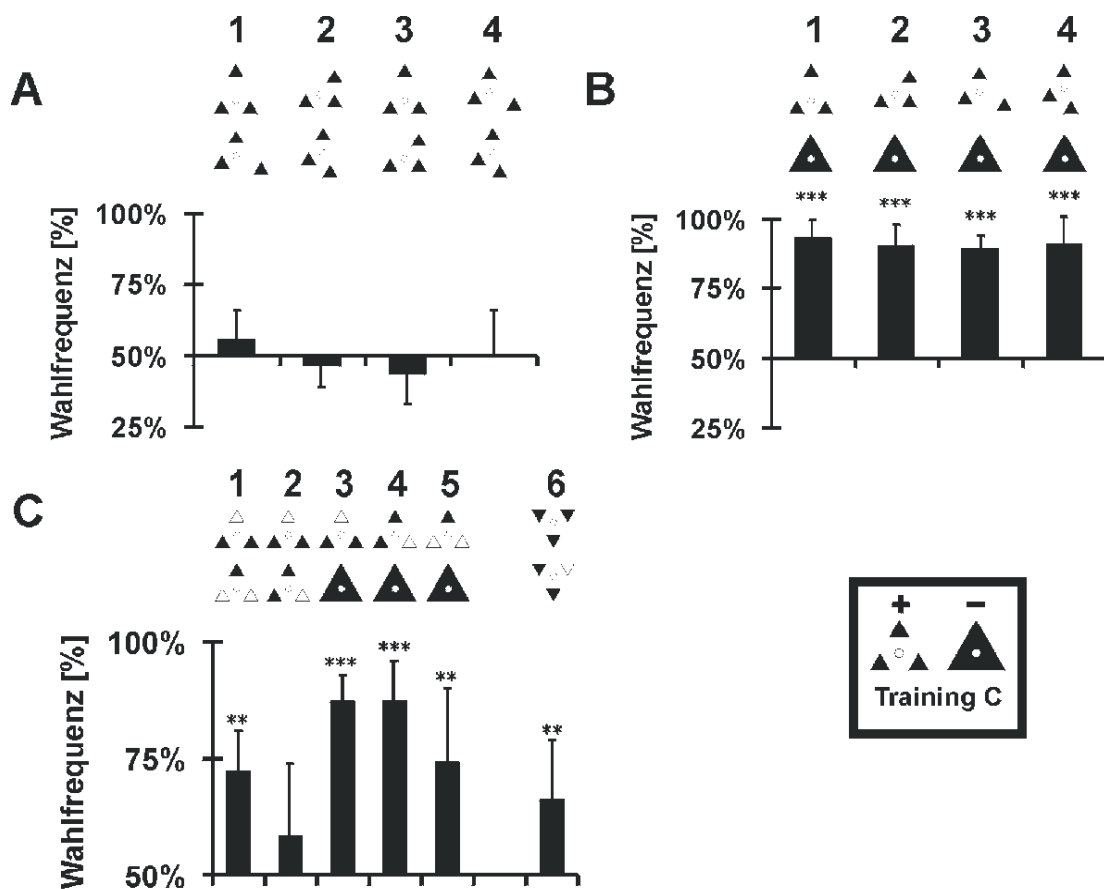 A
1 2 3 4
Wahlfrequenz [%]
100%
75%
50%
25%
B
1 2 3 4
*** *** *** ***
Wahlfrequenz [%]
100%
75%
50%
25%
C
1 2 3 4 5 6
** *** *** ** **
Wahlfrequenz [%]
100%
75%
50%
+ −
Training C